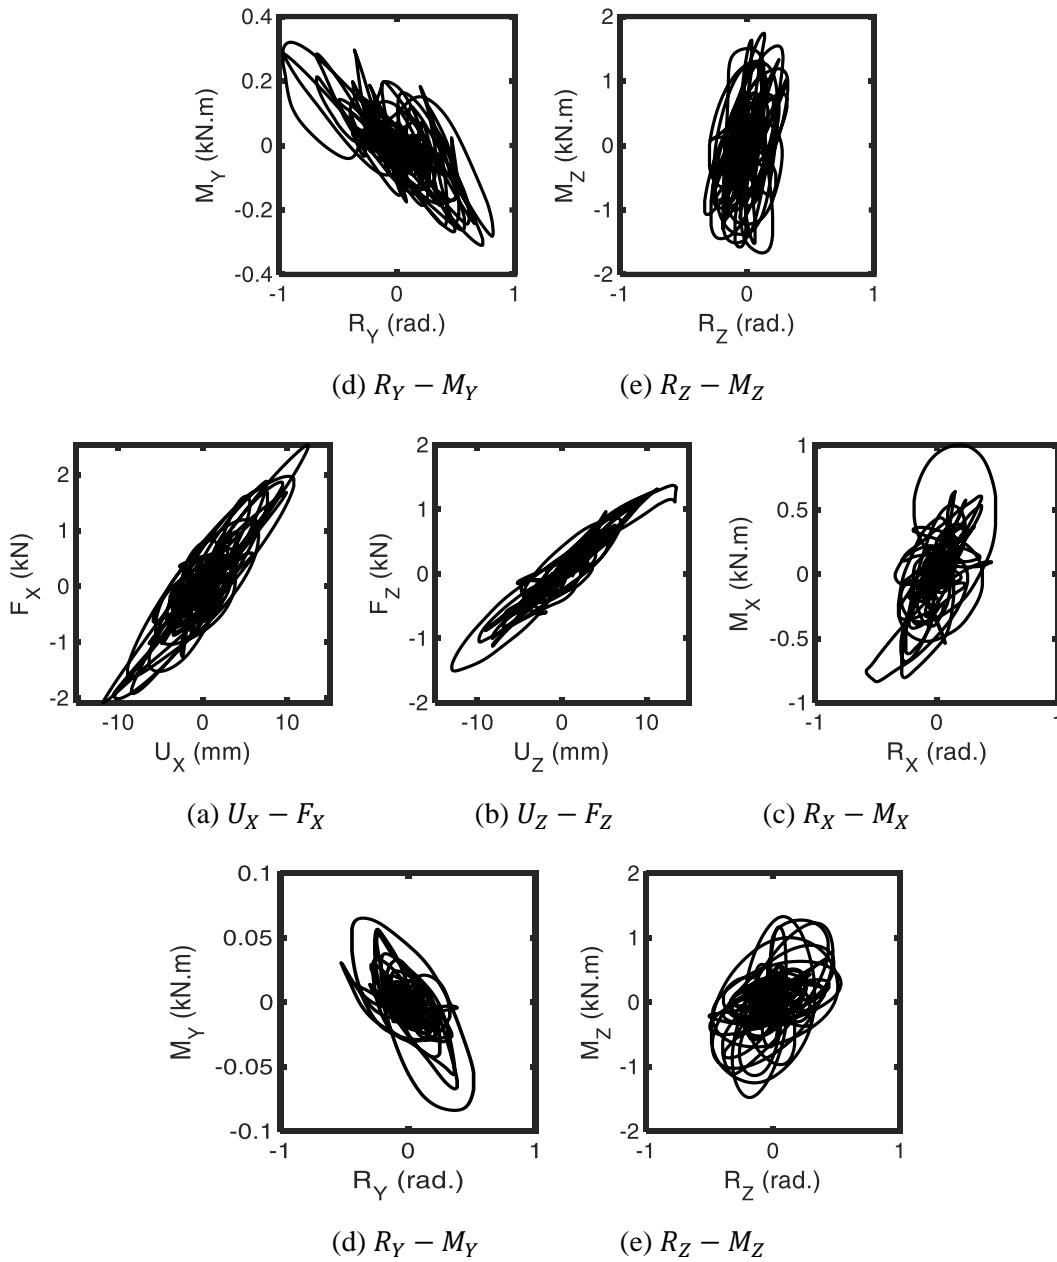 0.4
0.2
0
-0.2
-0.4
M_Y (kN.m)
-1 0 1
R_Y (rad.)
2
1
0
-1
-2
M_Z (kN.m)
-1 0 1
R_Z (rad.)
(d) R_Y − M_Y
(e) R_Z − M_Z
2
1
0
-1
-2
F_X (kN)
-10 0 10
U_X (mm)
2
1
0
-1
-2
F_Z (kN)
-10 0 10
U_Z (mm)
1
0.5
0
-0.5
-1
M_X (kN.m)
-1 0 1
R_X (rad.)
(a) U_X − F_X
(b) U_Z − F_Z
(c) R_X − M_X
0.1
0.05
0
-0.05
-0.1
M_Y (kN.m)
-1 0 1
R_Y (rad.)
2
1
0
-1
-2
M_Z (kN.m)
-1 0 1
R_Z (rad.)
(d) R_Y − M_Y
(e) R_Z − M_Z